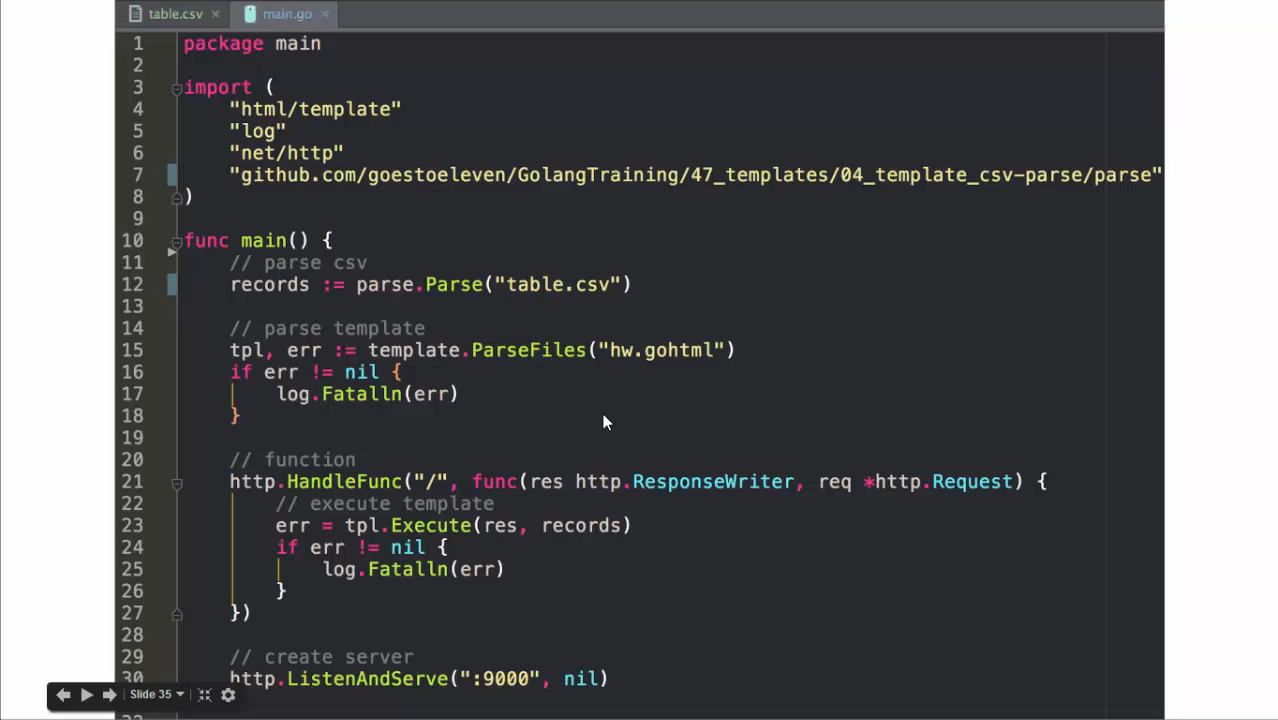 table.csv × main.go ×
1 package main
2
3 import (
4 "html/template"
5 "log"
6 "net/http"
7 "github.com/goestoeleven/GolangTraining/47_templates/04_template_csv-parse/parse"
8 )
9
10 func main() {
11 // parse csv
12 records := parse.Parse("table.csv")
13
14 // parse template
15 tpl, err := template.ParseFiles("hw.gohtml")
16 if err != nil {
17 log.Fatalln(err)
18 }
19
20 // function
21 http.HandleFunc("/", func(res http.ResponseWriter, req *http.Request) {
22 // execute template
23 err = tpl.Execute(res, records)
24 if err != nil {
25 log.Fatalln(err)
26 }
27 })
28
29 // create server
30 http.ListenAndServe(":9000", nil)
Slide 35